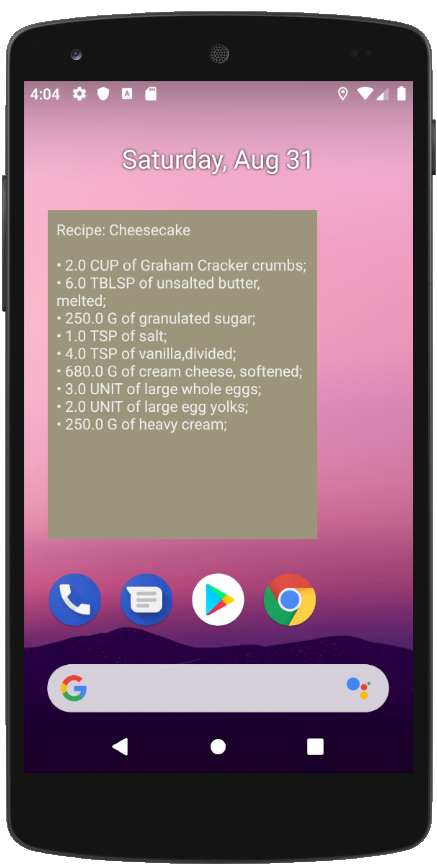 4:04
A
Saturday, Aug 31
Recipe: Cheesecake
• 2.0 CUP of Graham Cracker crumbs;
• 6.0 TBLSP of unsalted butter,
melted;
• 250.0 G of granulated sugar;
• 1.0 TSP of salt;
• 4.0 TSP of vanilla,divided;
• 680.0 G of cream cheese, softened;
• 3.0 UNIT of large whole eggs;
• 2.0 UNIT of large egg yolks;
• 250.0 G of heavy cream;
G